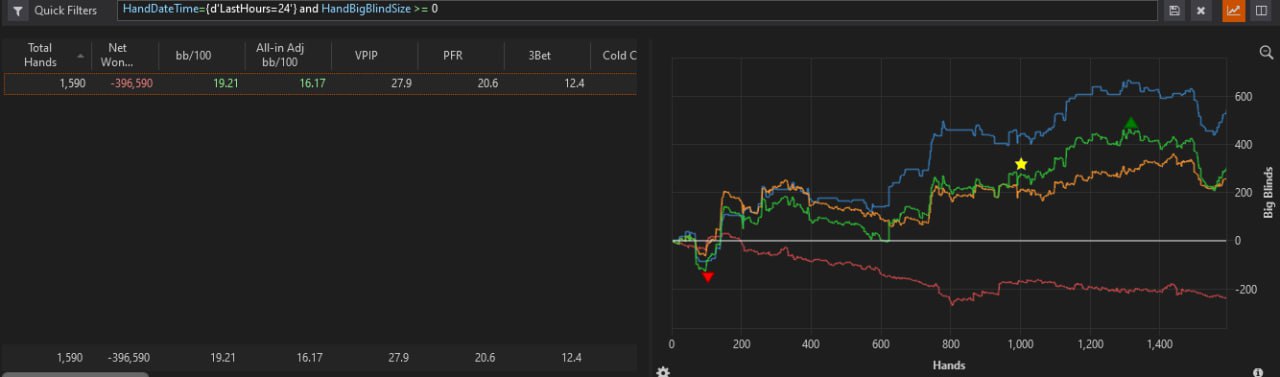 Quick Filters HandDateTime={d'LastHours=24'} and HandBigBlindSize >= 0
Total Hands Net Won... bb/100 All-in Adj bb/100 VPIP PFR 3Bet Cold C
1,590 -396,590 19.21 16.17 27.9 20.6 12.4
1,590 -396,590 19.21 16.17 27.9 20.6 12.4
600
400
200
0
-200
Big Blinds
0 200 400 600 800 1,000 1,200 1,400
Hands